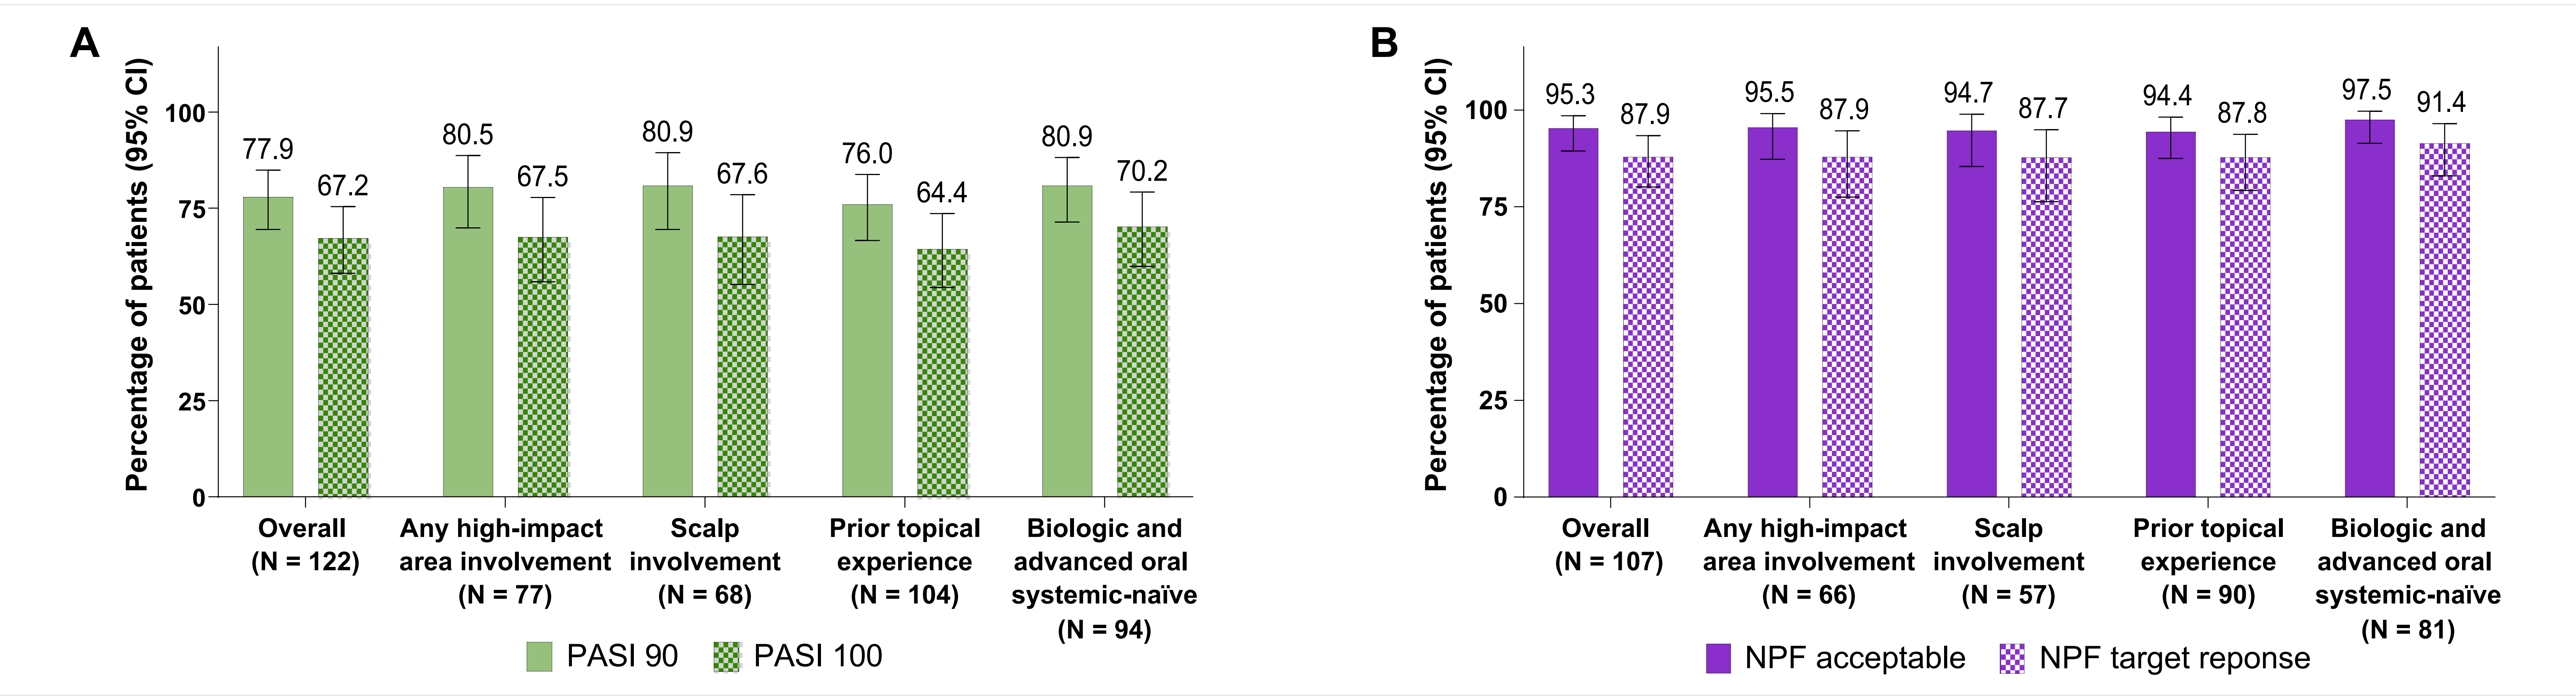 A
Percentage of patients (95% CI)
100
75
50
25
0
77.9
67.2
80.5
67.5
80.9
67.6
76.0
64.4
80.9
70.2
Overall
(N = 122)
Any high-impact
area involvement
(N = 77)
Scalp
involvement
(N = 68)
Prior topical
experience
(N = 104)
Biologic and
advanced oral
systemic-naïve
(N = 94)
PASI 90
PASI 100
B
Percentage of patients (95% CI)
100
75
50
25
0
95.3
87.9
95.5
87.9
94.7
87.7
94.4
87.8
97.5
91.4
Overall
(N = 107)
Any high-impact
area involvement
(N = 66)
Scalp
involvement
(N = 57)
Prior topical
experience
(N = 90)
Biologic and
advanced oral
systemic-naïve
(N = 81)
NPF acceptable
NPF target reponse